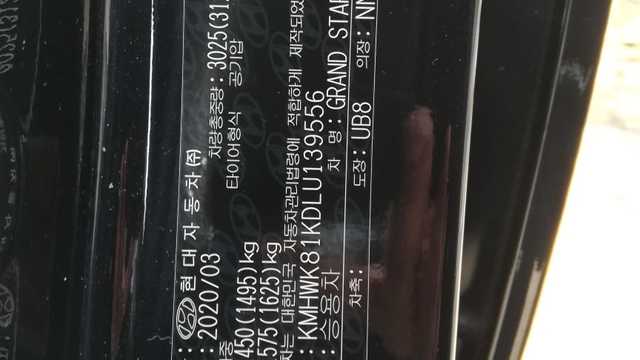 : 현대자동차㈜
: 2020/03 차량총중량: 3025(31
타이어형식 공기압
450(1495)kg
575(1625)kg
차는 대한민국 자동차관리법령에 적합하게 제작되었
: KMHWK81KDLU139556
: 승용차 차 명: GRAND STAR
차축: 도장: UB8 의장: NN